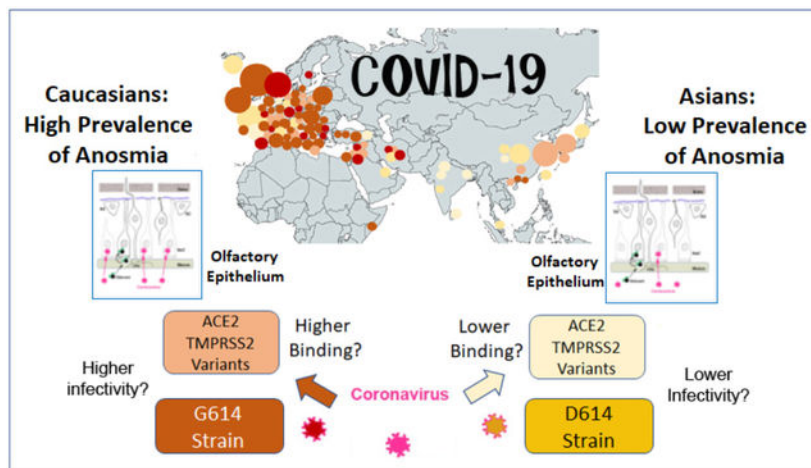 COVID-19
Caucasians:
High Prevalence
of Anosmia
Asians:
Low Prevalence
of Anosmia
Olfactory
Epithelium
Olfactory
Epithelium
ACE2
TMPRSS2
Variants
Higher
Binding?
Lower
Binding?
ACE2
TMPRSS2
Variants
Higher
infectivity?
Coronavirus
Lower
Infectivity?
G614
Strain
D614
Strain